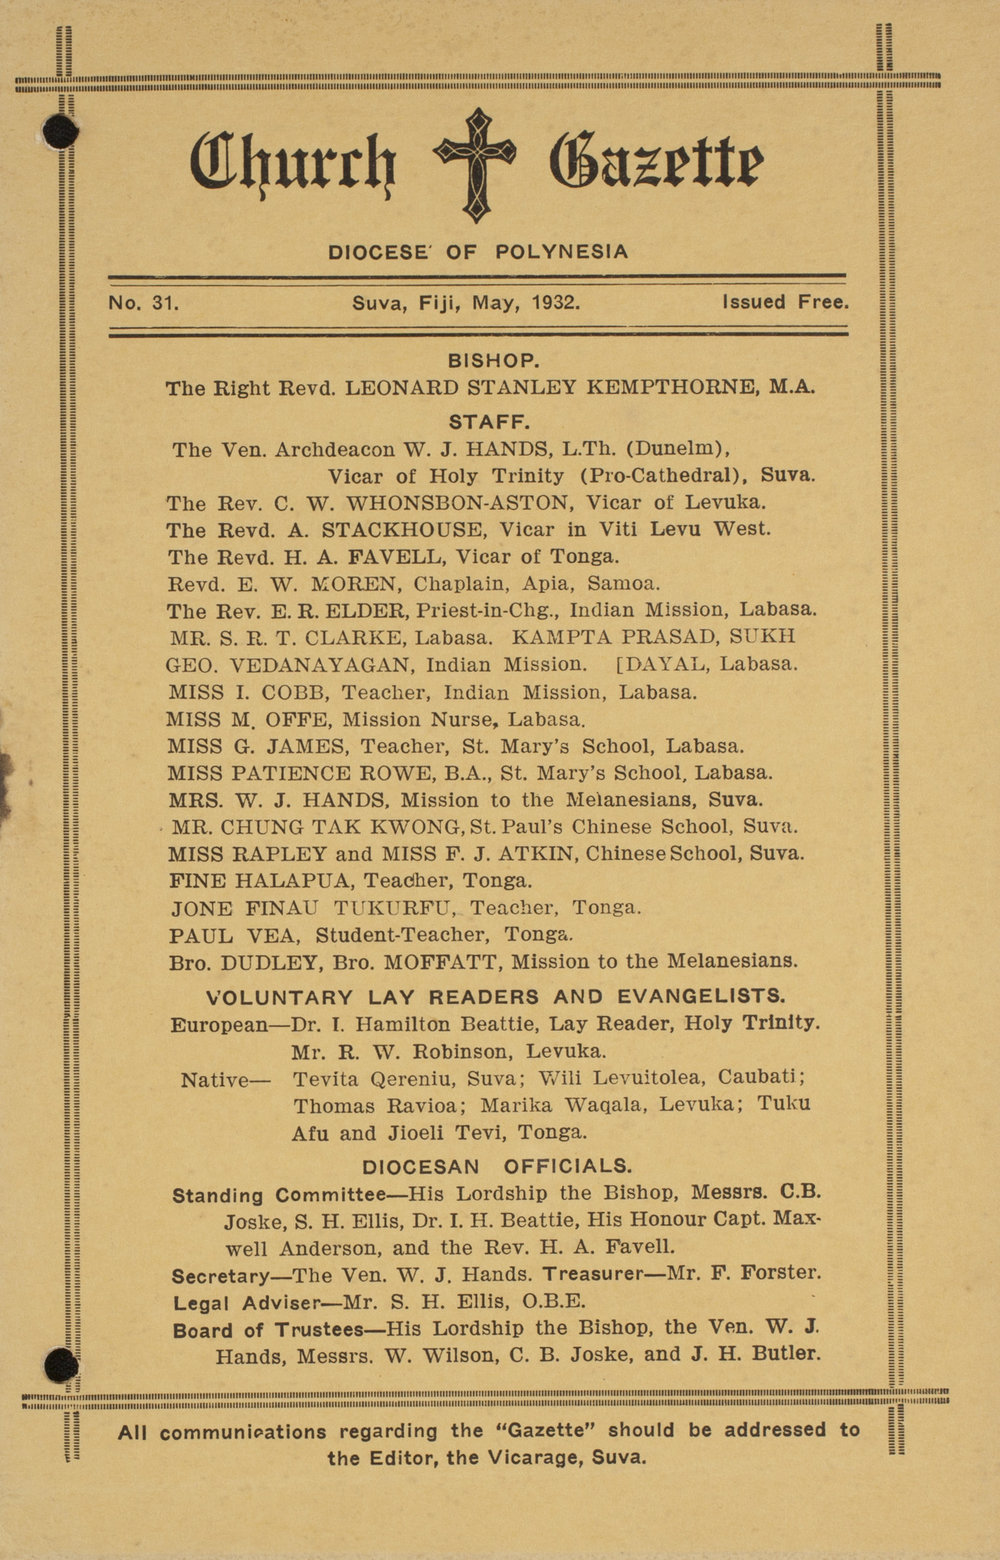 Church Gazette
DIOCESE OF POLYNESIA
No. 31. Suva, Fiji, May, 1932. Issued Free.
BISHOP.
The Right Revd. LEONARD STANLEY KEMPTHORNE, M.A.
STAFF.
The Ven. Archdeacon W. J. HANDS, L.Th. (Dunelm),
Vicar of Holy Trinity (Pro-Cathedral), Suva.
The Rev. C. W. WHONSBON-ASTON, Vicar of Levuka.
The Revd. A. STACKHOUSE, Vicar in Viti Levu West.
The Revd. H. A. FAVELL, Vicar of Tonga.
Revd. E. W. MOREN, Chaplain, Apia, Samoa.
The Rev. E. R. ELDER, Priest-in-Chg., Indian Mission, Labasa.
MR. S. R. T. CLARKE, Labasa. KAMPTA PRASAD, SUKH
GEO. VEDANAYAGAN, Indian Mission. [DAYAL, Labasa.
MISS I. COBB, Teacher, Indian Mission, Labasa.
MISS M. OFFE, Mission Nurse, Labasa.
MISS G. JAMES, Teacher, St. Mary's School, Labasa.
MISS PATIENCE ROWE, B.A., St. Mary's School, Labasa.
MRS. W. J. HANDS, Mission to the Melanesians, Suva.
MR. CHUNG TAK KWONG, St. Paul's Chinese School, Suva.
MISS RAPLEY and MISS F. J. ATKIN, Chinese School, Suva.
FINE HALAPUA, Teacher, Tonga.
JONE FINAU TUKURFU, Teacher, Tonga.
PAUL VEA, Student-Teacher, Tonga.
Bro. DUDLEY, Bro. MOFFATT, Mission to the Melanesians.
VOLUNTARY LAY READERS AND EVANGELISTS.
European—Dr. I. Hamilton Beattie, Lay Reader, Holy Trinity.
Mr. R. W. Robinson, Levuka.
Native— Tevita Qereniu, Suva; Wili Levuitolea, Caubati;
Thomas Ravioa; Marika Waqala, Levuka; Tuku
Afu and Jioeli Tevi, Tonga.
DIOCESAN OFFICIALS.
Standing Committee—His Lordship the Bishop, Messrs. C.B.
Joske, S. H. Ellis, Dr. I. H. Beattie, His Honour Capt. Max-
well Anderson, and the Rev. H. A. Favell.
Secretary—The Ven. W. J. Hands. Treasurer—Mr. F. Forster.
Legal Adviser—Mr. S. H. Ellis, O.B.E.
Board of Trustees—His Lordship the Bishop, the Ven. W. J.
Hands, Messrs. W. Wilson, C. B. Joske, and J. H. Butler.
All communications regarding the "Gazette" should be addressed to
the Editor, the Vicarage, Suva.